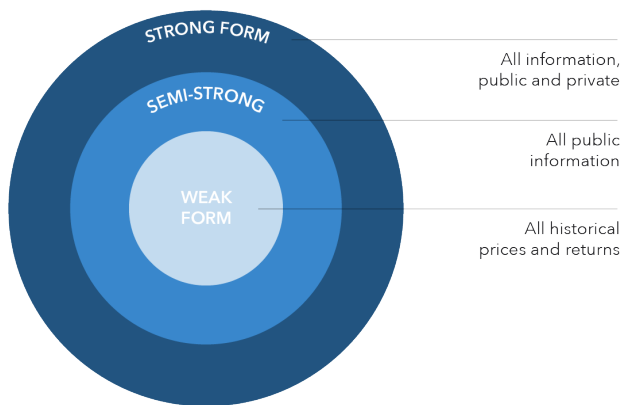 STRONG FORM
All information,
public and private
SEMI-STRONG
All public
information
WEAK
FORM
All historical
prices and returns